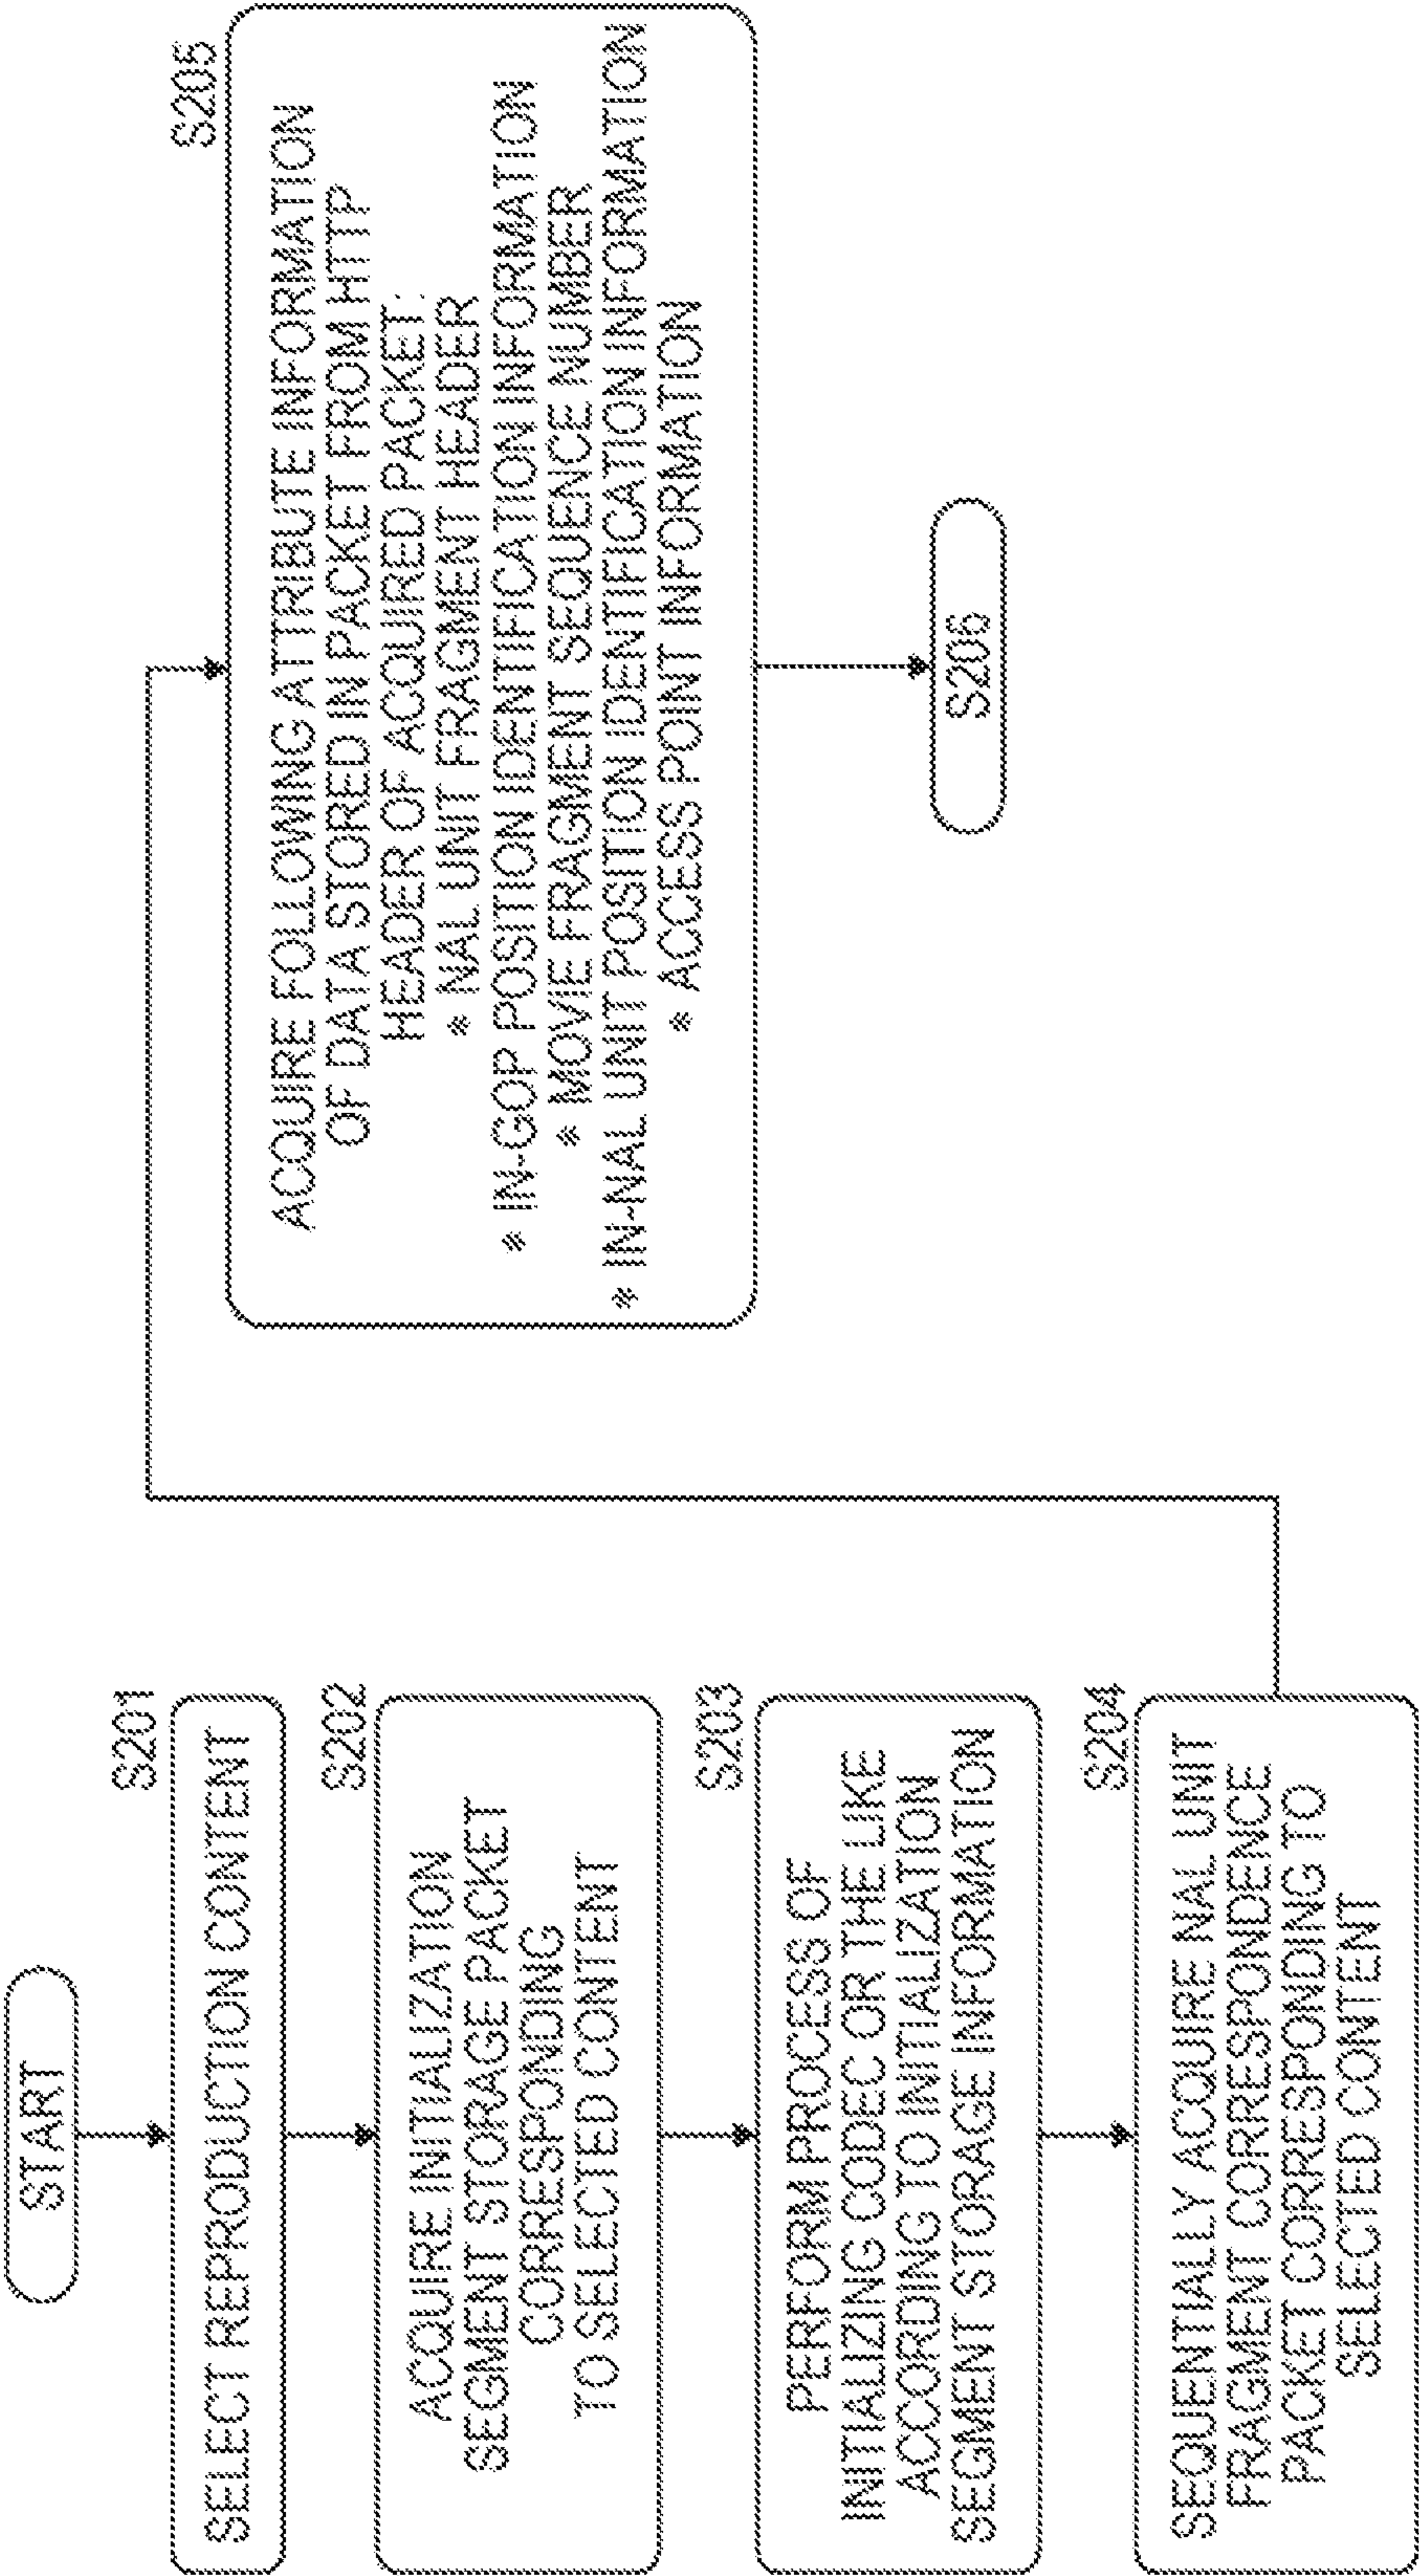 START
S201
SELECT REPRODUCTION CONTENT
S202
ACQUIRE INITIALIZATION
SEGMENT STORAGE PACKET
CORRESPONDING
TO SELECTED CONTENT
S203
PERFORM PROCESS OF
INITIALIZING CODEC OR THE LIKE
ACCORDING TO INITIALIZATION
SEGMENT STORAGE INFORMATION
S204
SEQUENTIALLY ACQUIRE NAL UNIT
FRAGMENT CORRESPONDENCE
PACKET CORRESPONDING TO
SELECTED CONTENT
S205
ACQUIRE FOLLOWING ATTRIBUTE INFORMATION
OF DATA STORED IN PACKET FROM HTTP
HEADER OF ACQUIRED PACKET:
* NAL UNIT FRAGMENT HEADER
* IN-GOP POSITION IDENTIFICATION INFORMATION
* MOVIE FRAGMENT SEQUENCE NUMBER
* IN-NAL UNIT POSITION IDENTIFICATION INFORMATION
* ACCESS POINT INFORMATION
S206